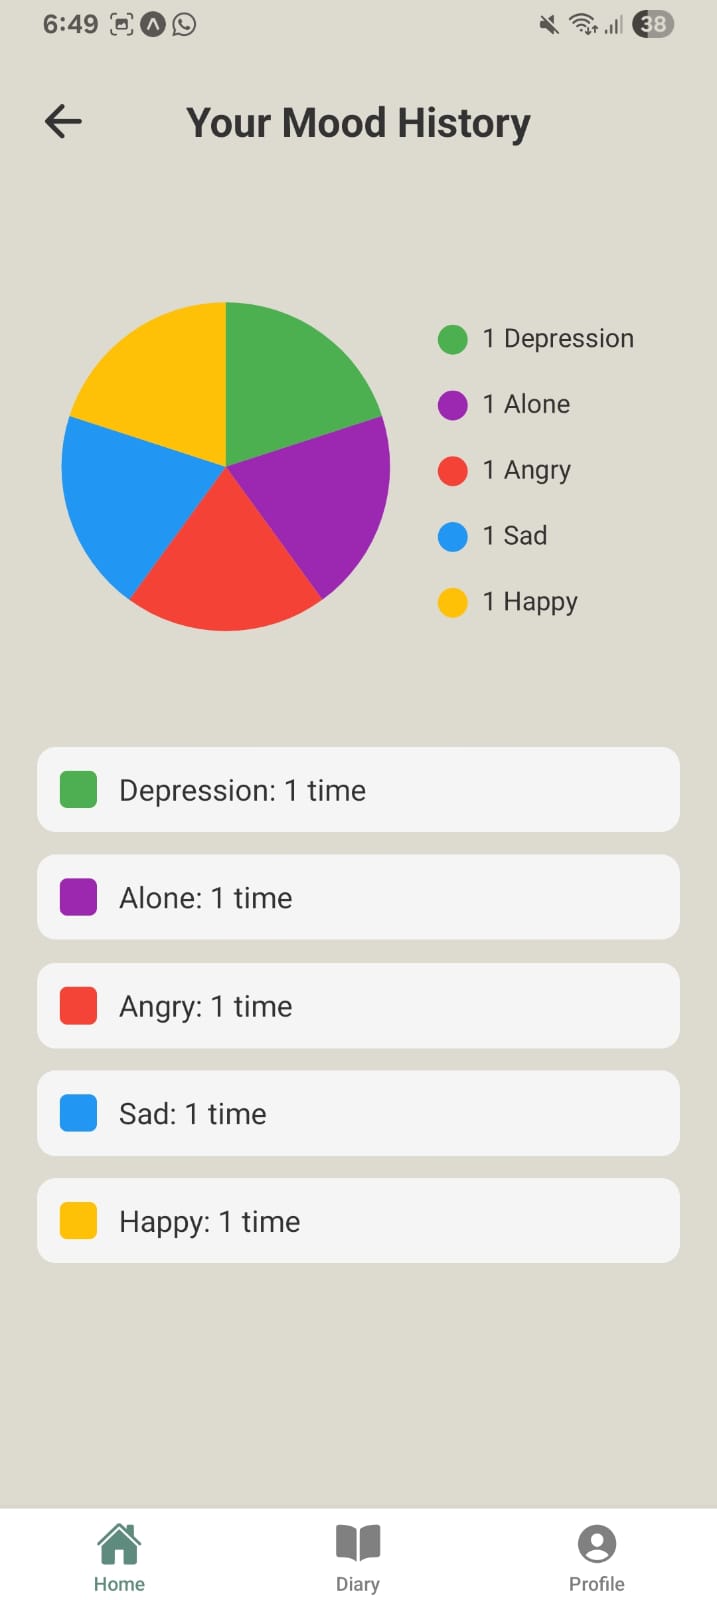 6:49
38
Your Mood History
1 Depression
1 Alone
1 Angry
1 Sad
1 Happy
Depression: 1 time
Alone: 1 time
Angry: 1 time
Sad: 1 time
Happy: 1 time
Home
Diary
Profile